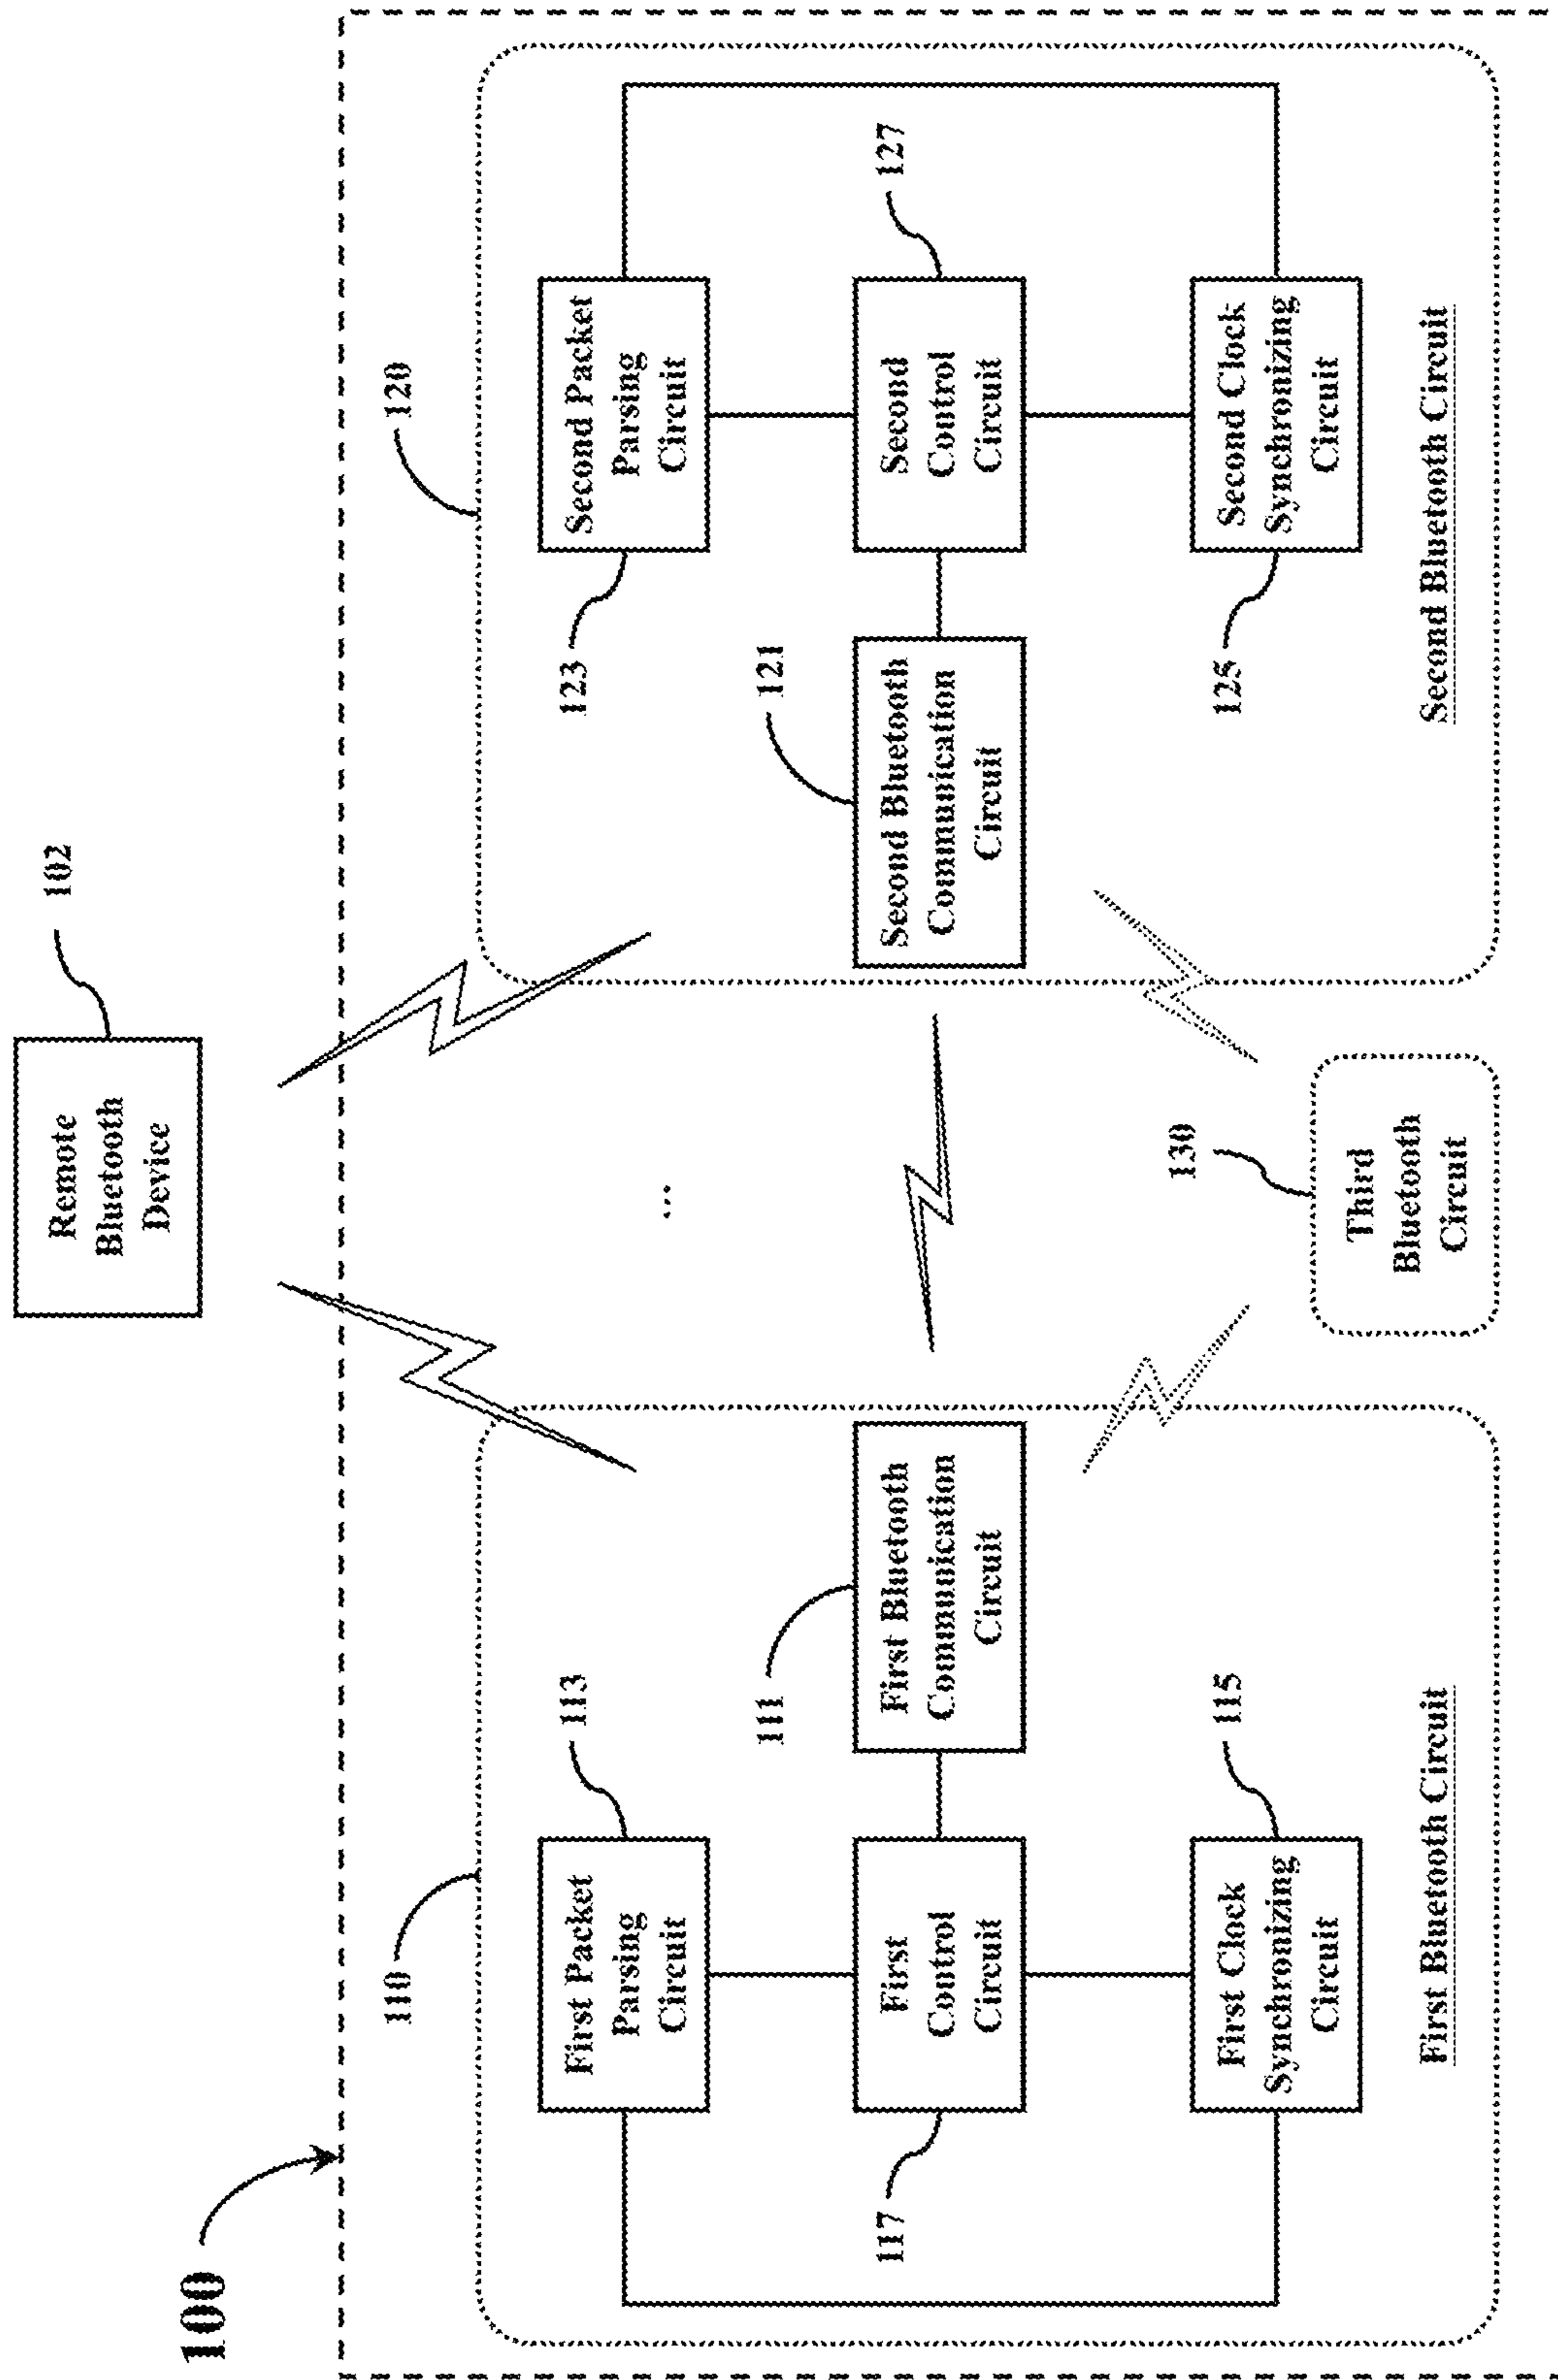 100
Remote
Bluetooth
Device
102
...
110
First Packet
Parsing
Circuit
113
First
Control
Circuit
117
First Bluetooth
Communication
Circuit
111
First Clock
Synchronizing
Circuit
115
First Bluetooth Circuit
120
Second Packet
Parsing
Circuit
123
Second Bluetooth
Communication
Circuit
121
Second
Control
Circuit
127
Second Clock
Synchronizing
Circuit
125
Second Bluetooth Circuit
130
Third
Bluetooth
Circuit